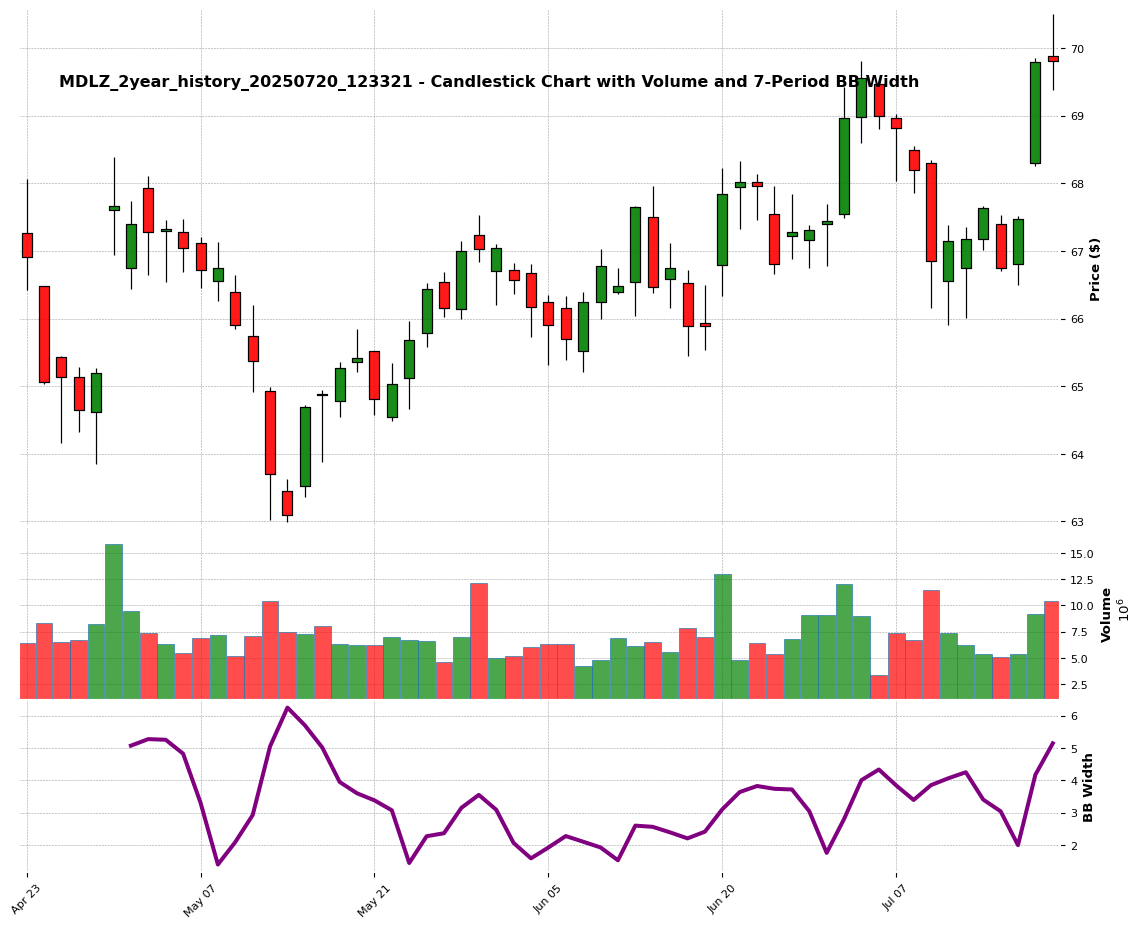 MDLZ_2year_history_20250720_123321 - Candlestick Chart with Volume and 7-Period BB Width
70
69
68
67
66
65
64
63
Price ($)
15.0
12.5
10.0
7.5
5.0
2.5
Volume
10^6
6
5
4
3
2
BB Width
Apr 23
May 07
May 21
Jun 05
Jun 20
Jul 07